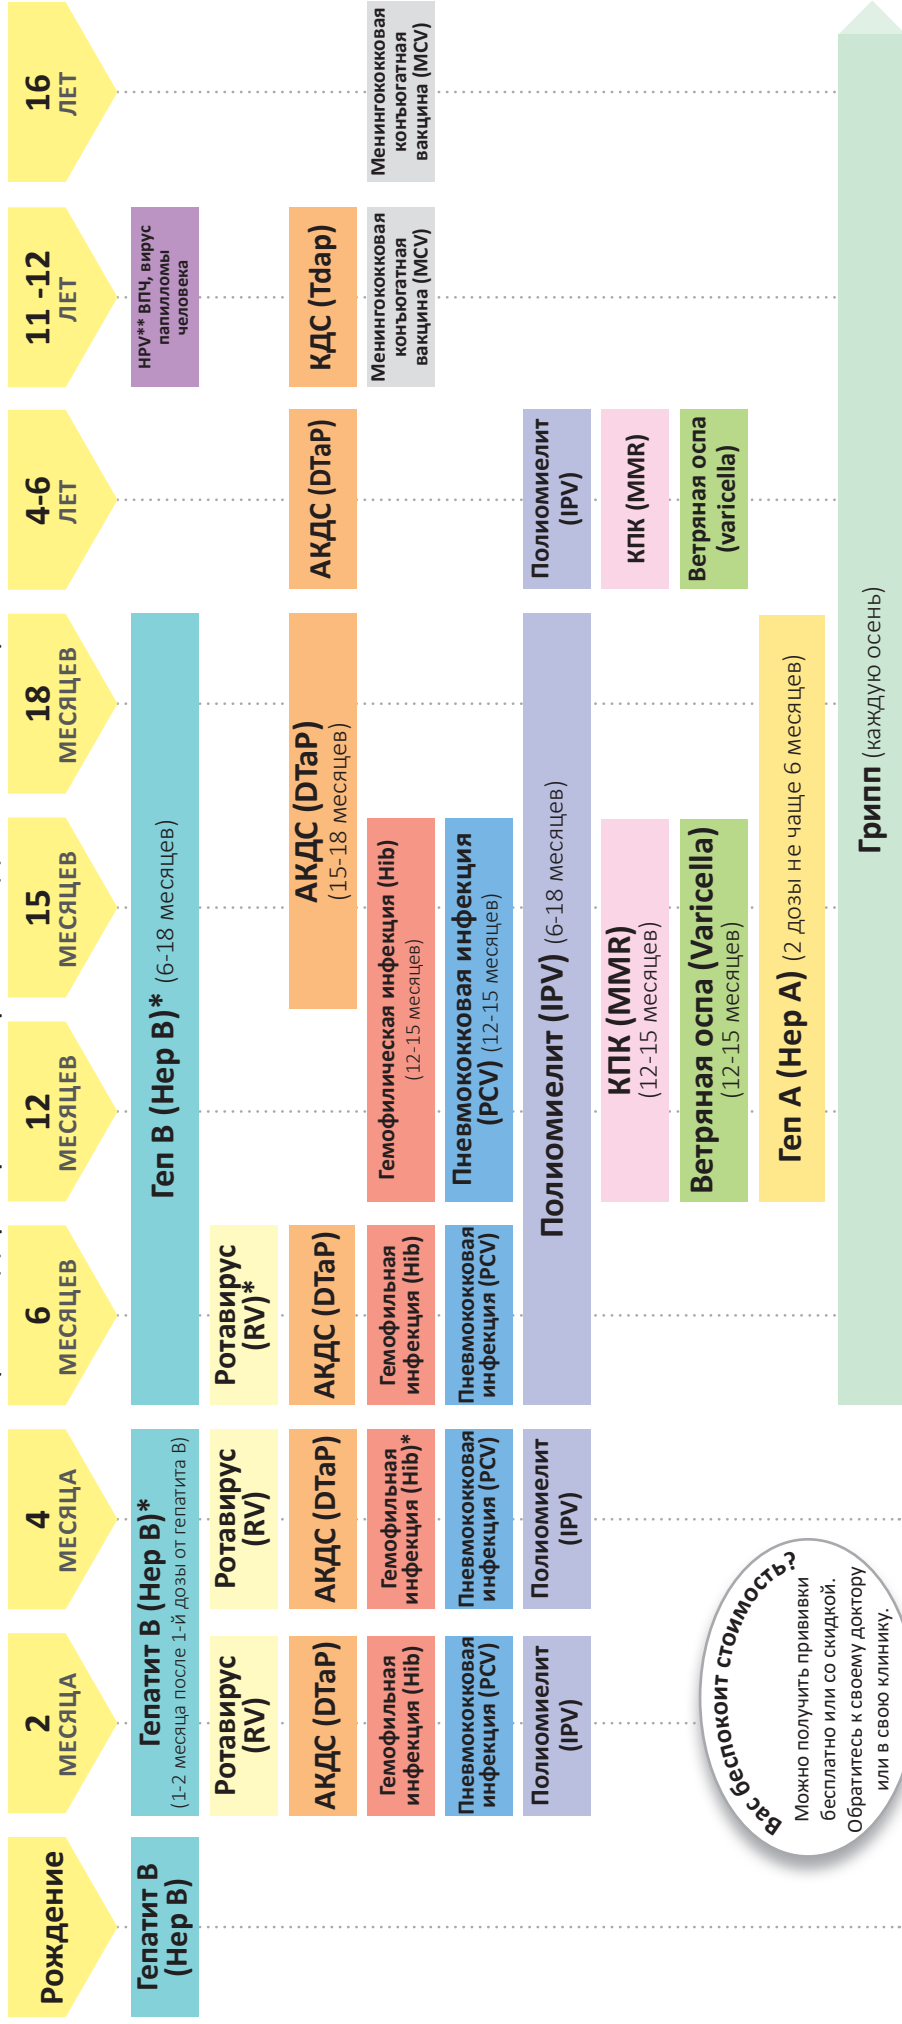 Рождение
2
МЕСЯЦА
4
МЕСЯЦА
6
МЕСЯЦЕВ
12
МЕСЯЦЕВ
15
МЕСЯЦЕВ
18
МЕСЯЦЕВ
4-6
ЛЕТ
11 -12
ЛЕТ
16
ЛЕТ
Гепатит B
(Hep B)
Гепатит B (Hep B)*
(1-2 месяца после 1-й дозы от гепатита B)
Геп B (Hep B)* (6-18 месяцев)
HPV** ВПЧ, вирус
папилломы
человека
Ротавирус
(RV)
Ротавирус
(RV)
Ротавирус
(RV)*
АКДС (DTaP)
АКДС (DTaP)
АКДС (DTaP)
АКДС (DTaP)
(15-18 месяцев)
АКДС (DTaP)
КДС (Tdap)
Гемофильная
инфекция (Hib)
Гемофильная
инфекция (Hib)*
Гемофильная
инфекция (Hib)
Гемофилическая инфекция (Hib)
(12-15 месяцев)
Менингококковая
конъюгатная
вакцина (MCV)
Менингококковая
конъюгатная
вакцина (MCV)
Пневмококковая
инфекция (PCV)
Пневмококковая
инфекция (PCV)
Пневмококковая
инфекция (PCV)
Пневмококковая инфекция
(PCV) (12-15 месяцев)
Полиомиелит
(IPV)
Полиомиелит
(IPV)
Полиомиелит (IPV) (6-18 месяцев)
Полиомиелит
(IPV)
КПК (MMR)
(12-15 месяцев)
КПК (MMR)
Ветряная оспа (Varicella)
(12-15 месяцев)
Ветряная оспа
(varicella)
Геп А (Hep A) (2 дозы не чаще 6 месяцев)
Грипп (каждую осень)
Вас беспокоит стоимость?
Можно получить прививки
бесплатно или со скидкой.
Обратитесь к своему доктору
или в свою клинику.